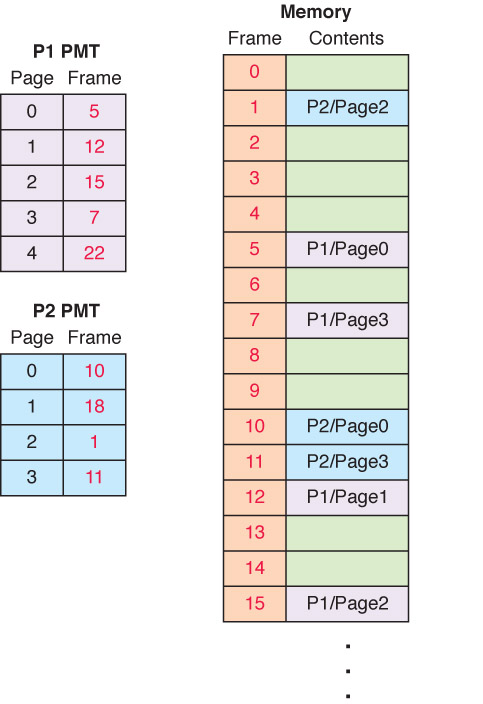 P1 PMT
Page Frame
0 5
1 12
2 15
3 7
4 22
P2 PMT
Page Frame
0 10
1 18
2 1
3 11
Memory
Frame Contents
0
1 P2/Page2
2
3
4
5 P1/Page0
6
7 P1/Page3
8
9
10 P2/Page0
11 P2/Page3
12 P1/Page1
13
14
15 P1/Page2
.
.
.